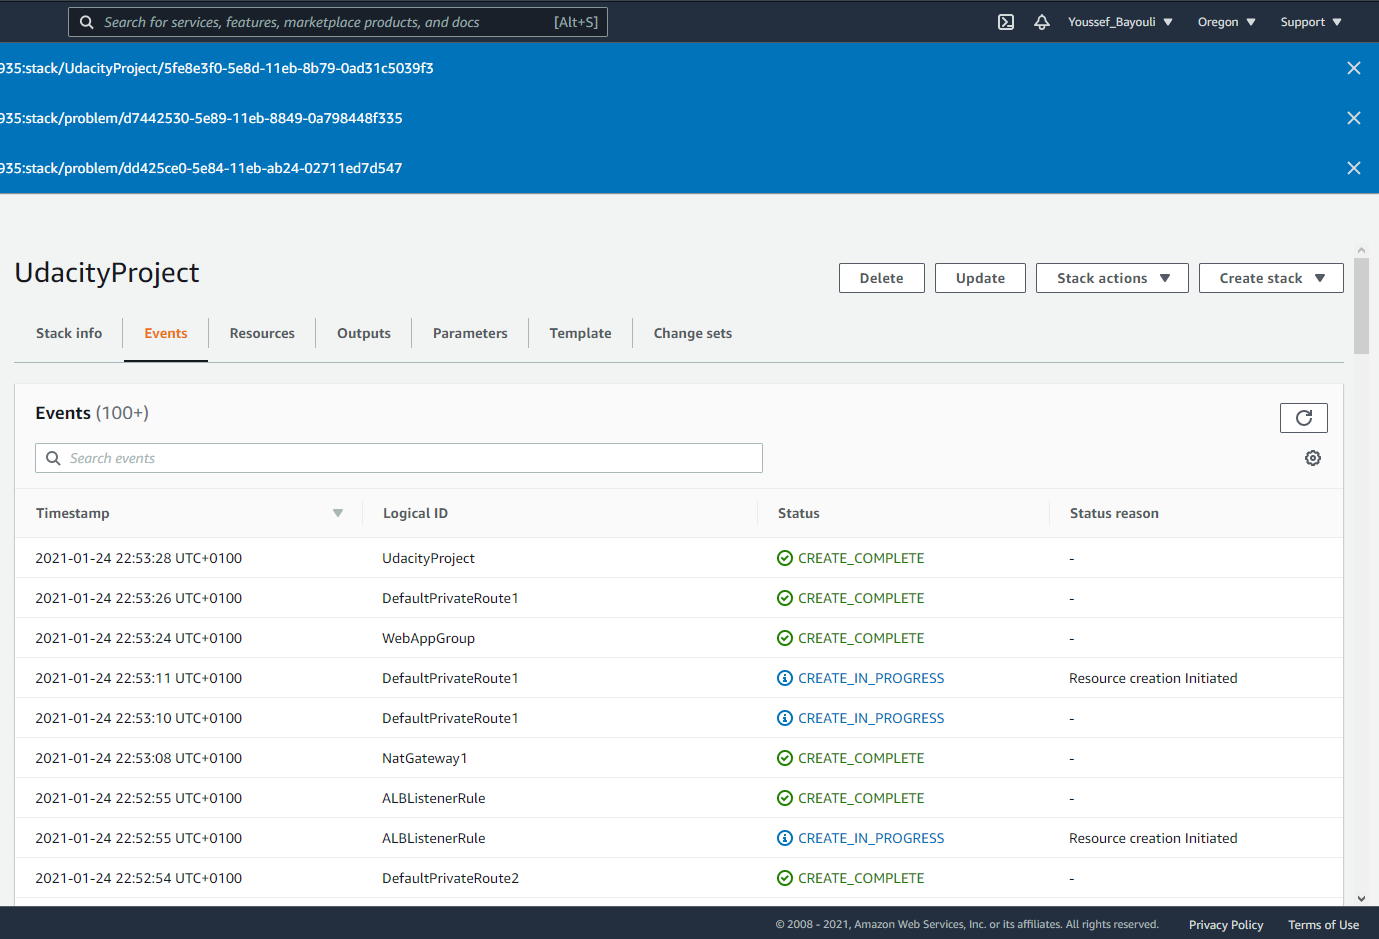 Search for services, features, marketplace products, and docs [Alt+S] Youssef_Bayouli Oregon Support
935:stack/UdacityProject/5fe8e3f0-5e8d-11eb-8b79-0ad31c5039f3
935:stack/problem/d7442530-5e89-11eb-8849-0a798448f335
935:stack/problem/dd425ce0-5e84-11eb-ab24-02711ed7d547
UdacityProject Delete Update Stack actions Create stack
Stack info Events Resources Outputs Parameters Template Change sets
Events (100+)
Search events
Timestamp Logical ID Status Status reason
2021-01-24 22:53:28 UTC+0100 UdacityProject CREATE_COMPLETE -
2021-01-24 22:53:26 UTC+0100 DefaultPrivateRoute1 CREATE_COMPLETE -
2021-01-24 22:53:24 UTC+0100 WebAppGroup CREATE_COMPLETE -
2021-01-24 22:53:11 UTC+0100 DefaultPrivateRoute1 CREATE_IN_PROGRESS Resource creation Initiated
2021-01-24 22:53:10 UTC+0100 DefaultPrivateRoute1 CREATE_IN_PROGRESS -
2021-01-24 22:53:08 UTC+0100 NatGateway1 CREATE_COMPLETE -
2021-01-24 22:52:55 UTC+0100 ALBListenerRule CREATE_COMPLETE -
2021-01-24 22:52:55 UTC+0100 ALBListenerRule CREATE_IN_PROGRESS Resource creation Initiated
2021-01-24 22:52:54 UTC+0100 DefaultPrivateRoute2 CREATE_COMPLETE -
© 2008 - 2021, Amazon Web Services, Inc. or its affiliates. All rights reserved. Privacy Policy Terms of Use